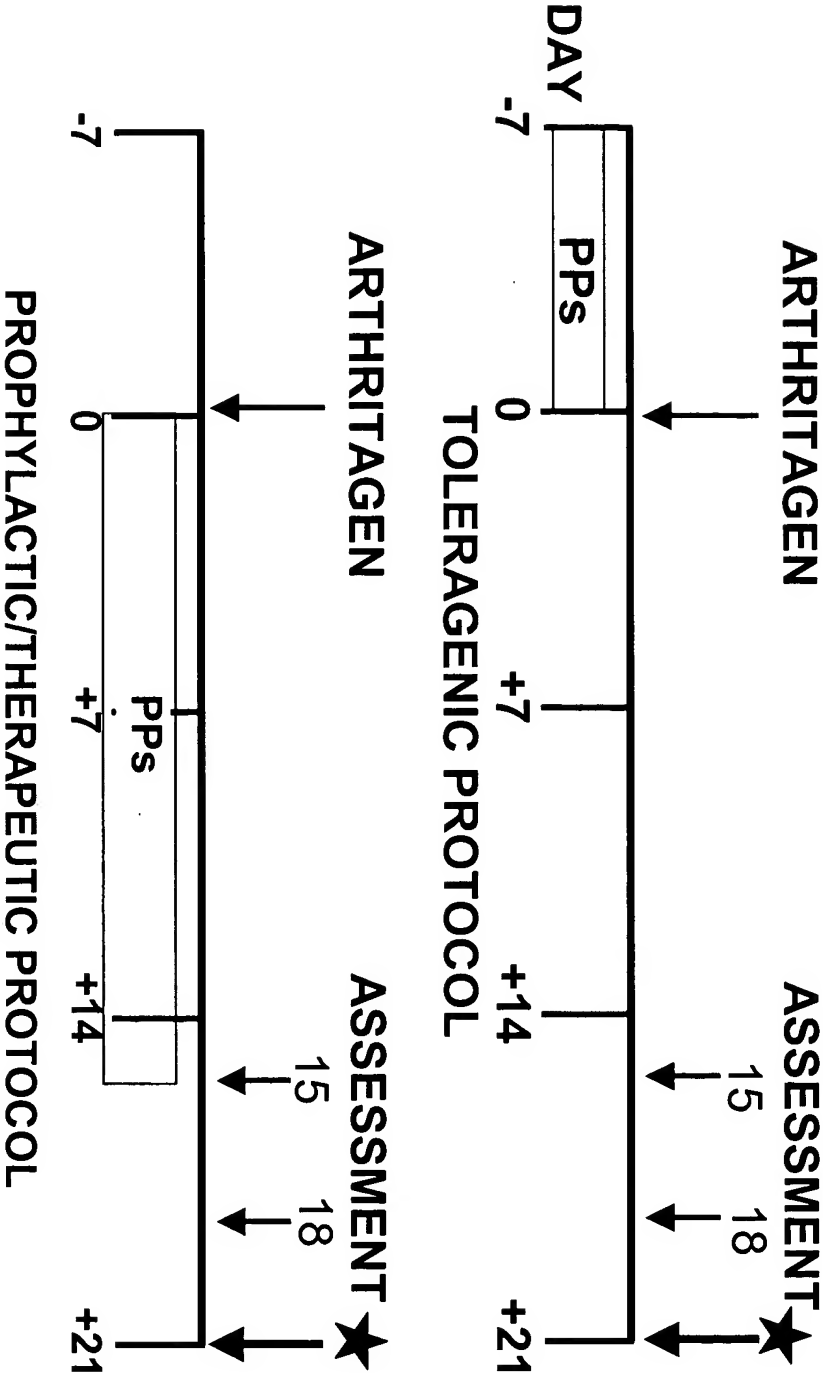 ARTHRITAGEN ASSESSMENT
15 18
DAY -7 0 +7 +14 +21
PPs
TOLERAGENIC PROTOCOL
ARTHRITAGEN ASSESSMENT
15 18
-7 0 +7 +14 +21
PPs
PROPHYLACTIC/THERAPEUTIC PROTOCOL